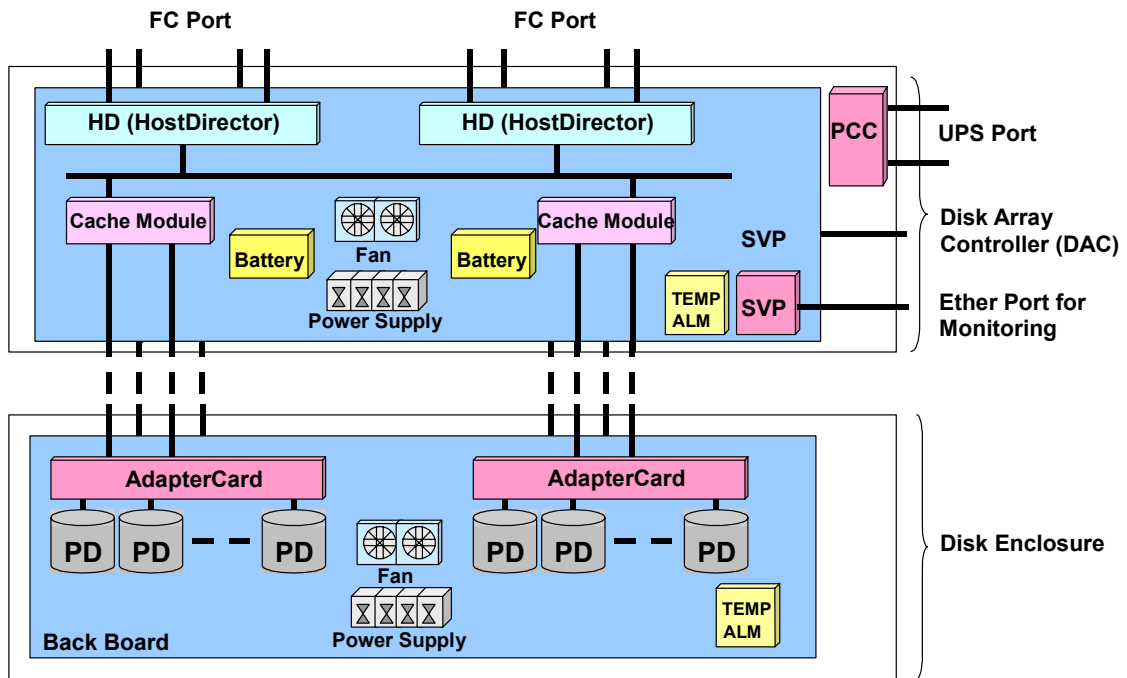 FC Port
FC Port
HD (HostDirector)
HD (HostDirector)
PCC
UPS Port
Cache Module
Cache Module
Battery
Fan
Battery
SVP
Disk Array
Controller (DAC)
Power Supply
TEMP
ALM
SVP
Ether Port for
Monitoring
AdapterCard
AdapterCard
PD
PD
PD
PD
PD
PD
Fan
Disk Enclosure
Power Supply
TEMP
ALM
Back Board